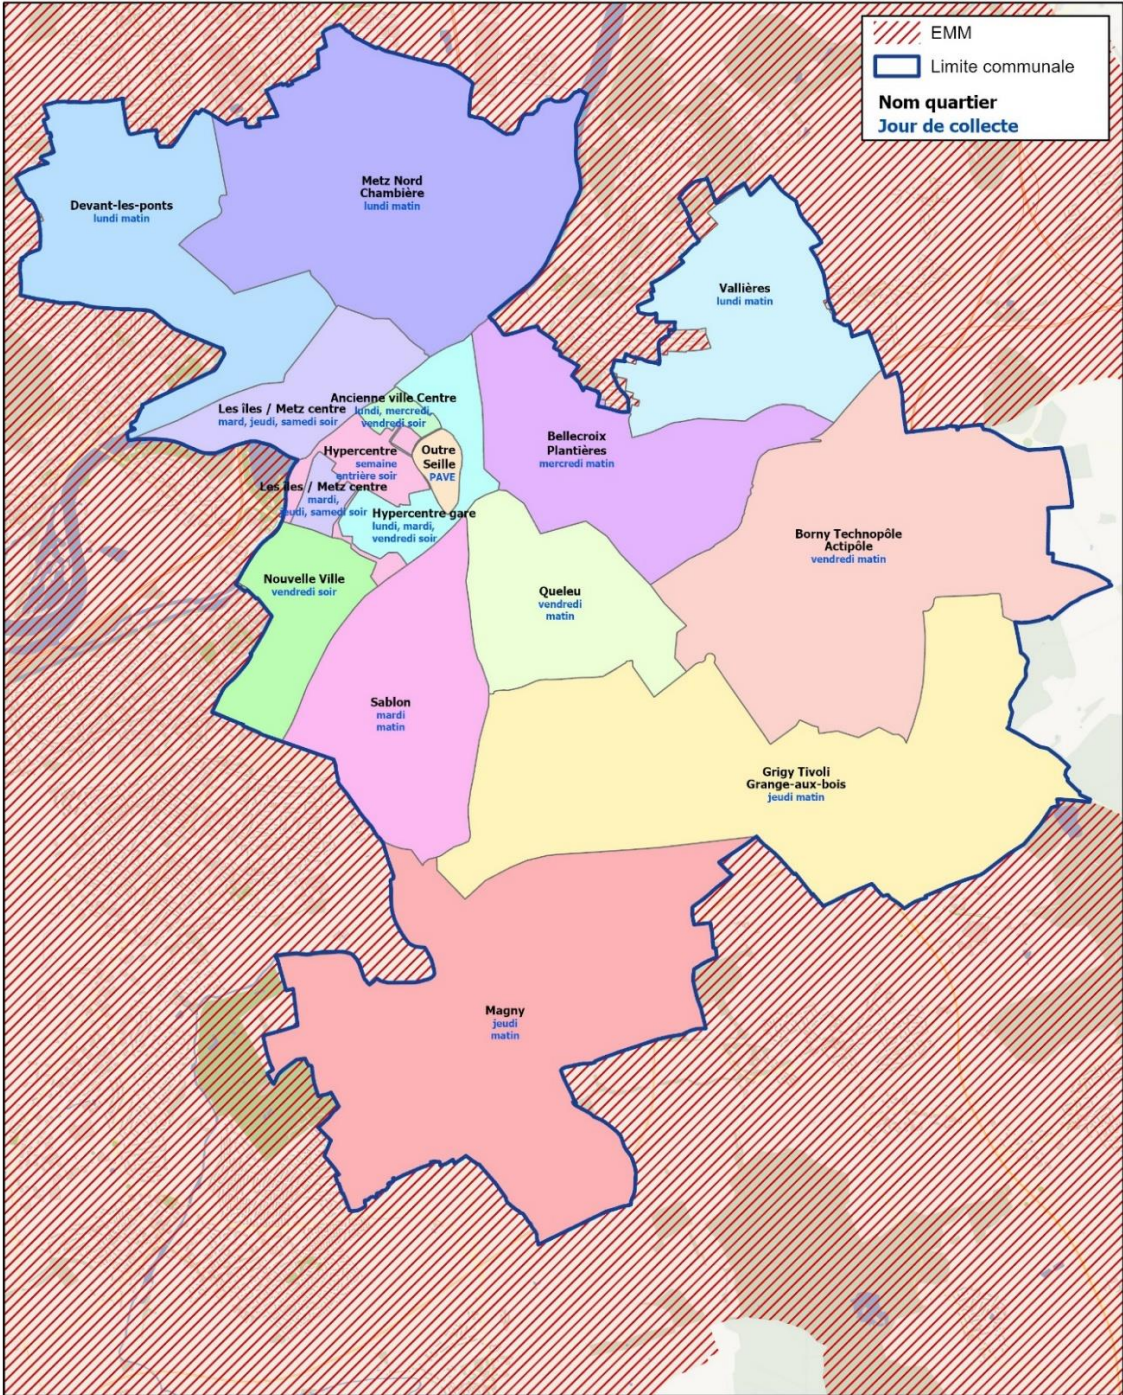 EMM
Limite communale
Nom quartier
Jour de collecte
Metz Nord
Chambière
lundi matin
Devant-les-ponts
lundi matin
Vallières
lundi matin
Ancienne ville Centre
lundi, mercredi,
vendredi soir
Les îles / Metz centre
mard, jeudi, samedi soir
Hypercentre
semaine
entière soir
Outre
Seille
PAVE
Bellecroix
Plantières
mercredi matin
Les îles / Metz centre
mardi,
jeudi, samedi soir
Hypercentre gare
lundi, mardi,
vendredi soir
Borny Technopôle
Actipôle
vendredi matin
Nouvelle Ville
vendredi soir
Queleu
vendredi
matin
Sablon
mardi
matin
Grigy Tivoli
Grange-aux-bois
jeudi matin
Magny
jeudi
matin